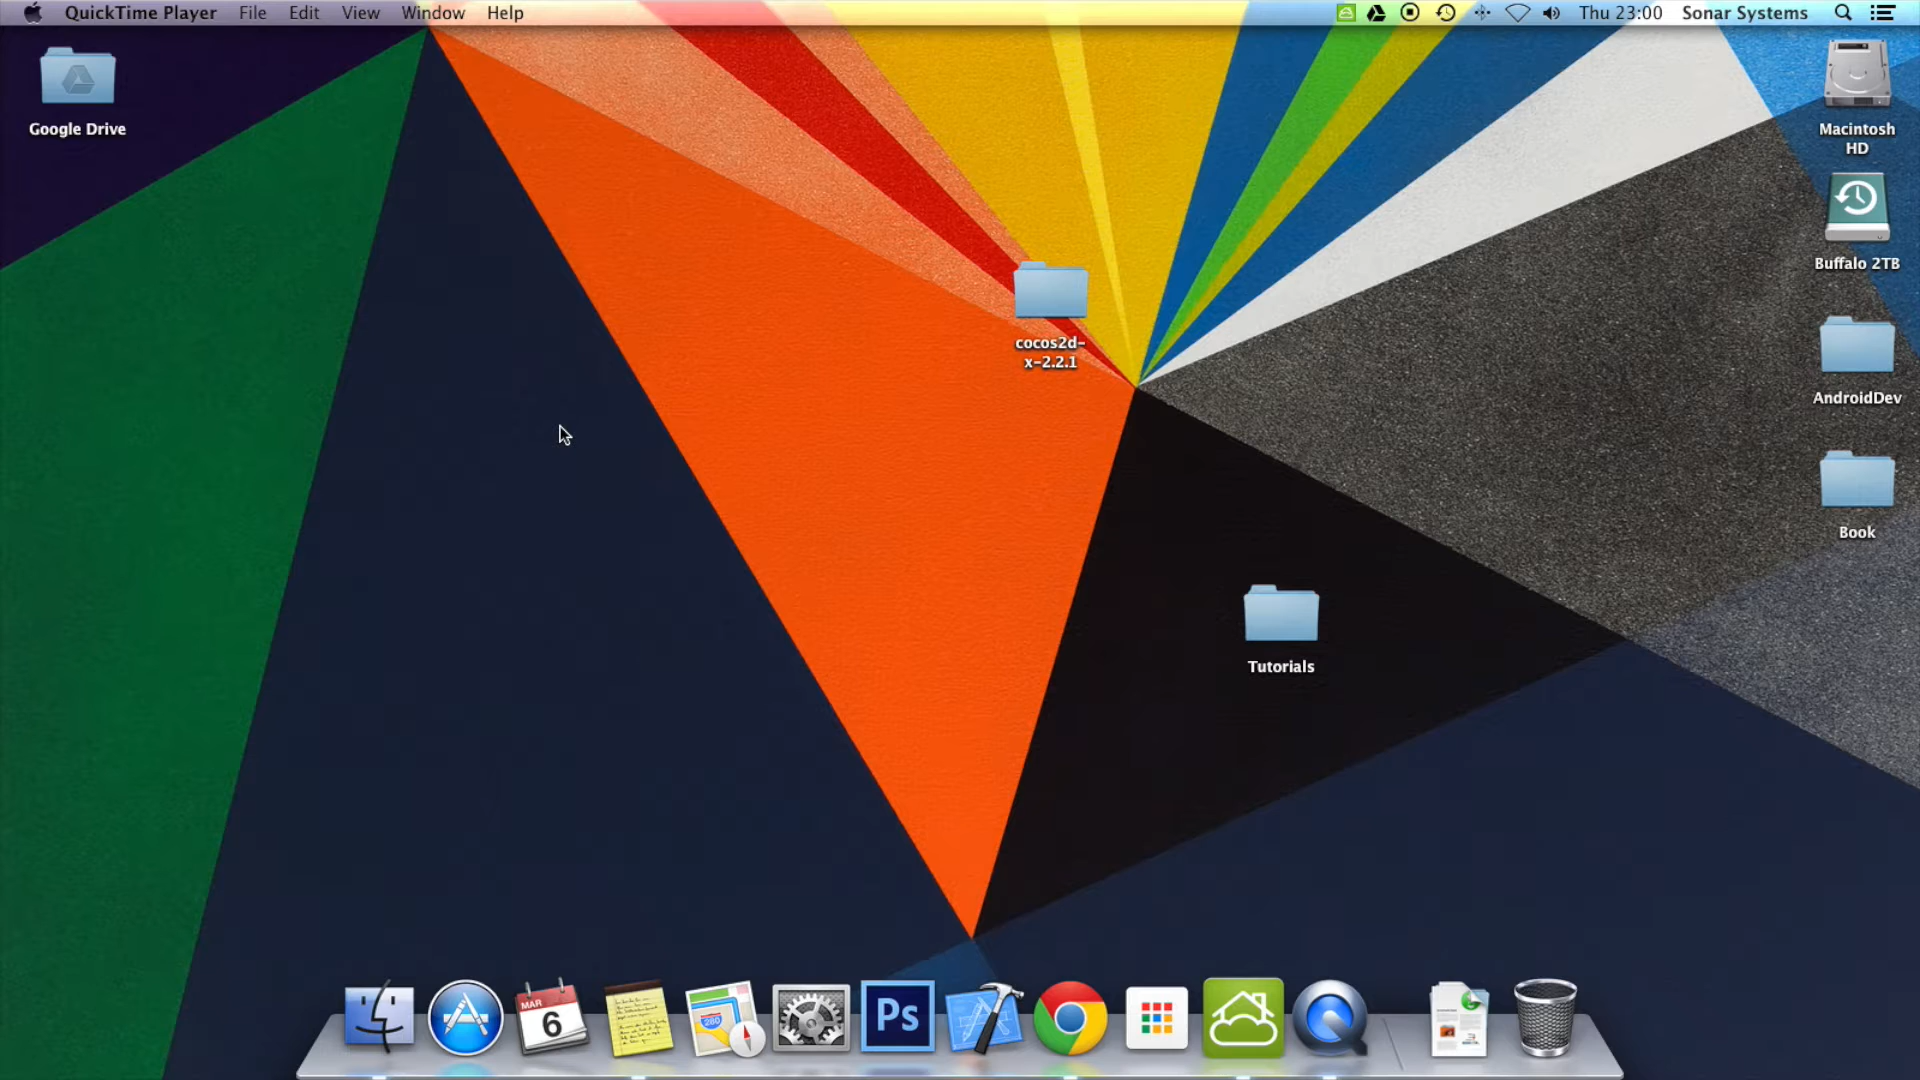 QuickTime Player File Edit View Window Help Thu 23:00 Sonar Systems
Google Drive
Macintosh
HD
Buffalo 2TB
cocos2d-
x-2.2.1
AndroidDev
Book
Tutorials
MAR
6
280
Ps